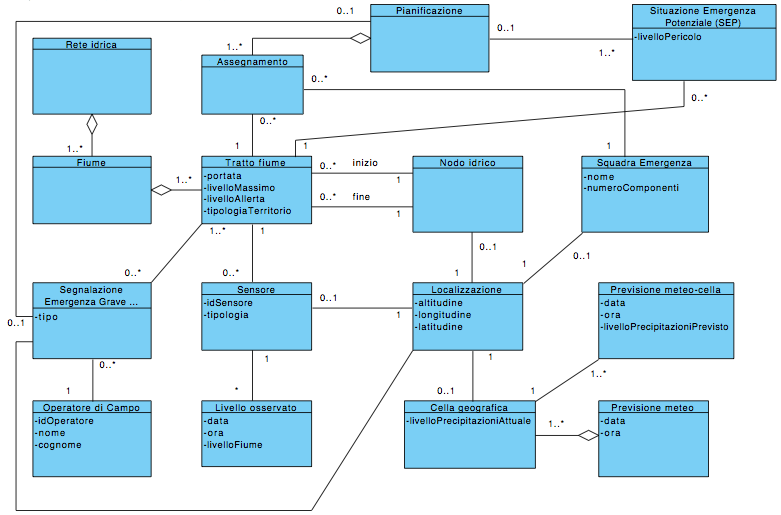 0..1
Pianificazione
Situazione Emergenza
Potenziale (SEP)
-livelloPericolo
0..1
1..*
1..*
Rete idrica
Assegnamento
0..*
0..*
0..*
1
1
1
1..*
Fiume
1..*
Tratto fiume
-portata
-livelloMassimo
-livelloAllerta
-tipologiaTerritorio
0..*
inizio
1
0..*
fine
1
Nodo idrico
Squadra Emergenza
-nome
-numeroComponenti
1..*
1
0..*
0..*
0..1
1
0..1
1
Segnalazione
Emergenza Grave ...
-tipo
Sensore
-idSensore
-tipologia
0..1
1
Localizzazione
-altitudine
-longitudine
-latitudine
Previsione meteo-cella
-data
-ora
-livelloPrecipitazioniPrevisto
0..1
0..*
1
1
*
1
0..1
1
1..*
Operatore di Campo
-idOperatore
-nome
-cognome
Livello osservato
-data
-ora
-livelloFiume
Cella geografica
-livelloPrecipitazioniAttuale
1..*
Previsione meteo
-data
-ora